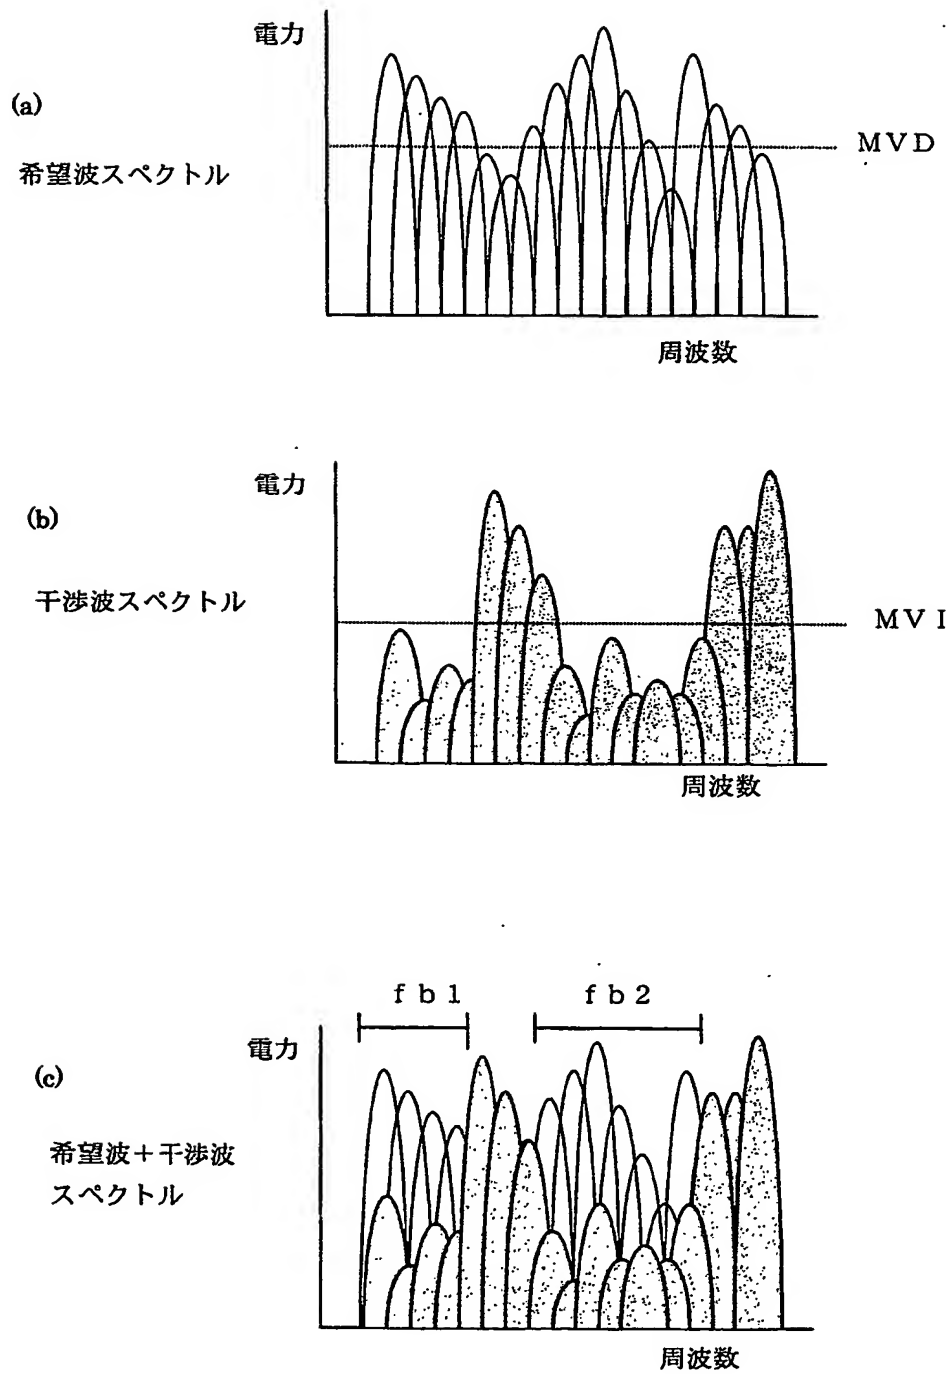 電力
(a)
希望波スペクトル
ＭＶＤ
周波数
電力
(b)
干渉波スペクトル
ＭＶＩ
周波数
ｆｂ１
ｆｂ２
電力
(c)
希望波＋干渉波
スペクトル
周波数